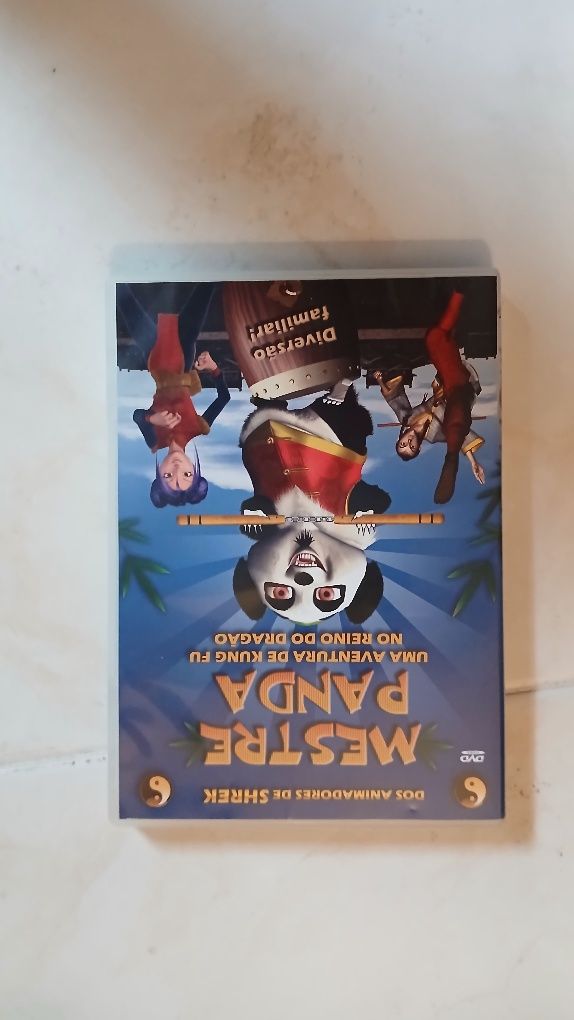 DOS ANIMADORES DE SHREK
DVD
MESTRE
PANDA
UMA AVENTURA DE KUNG FU
NO REINO DO DRAGÃO
Diversão
familiar!